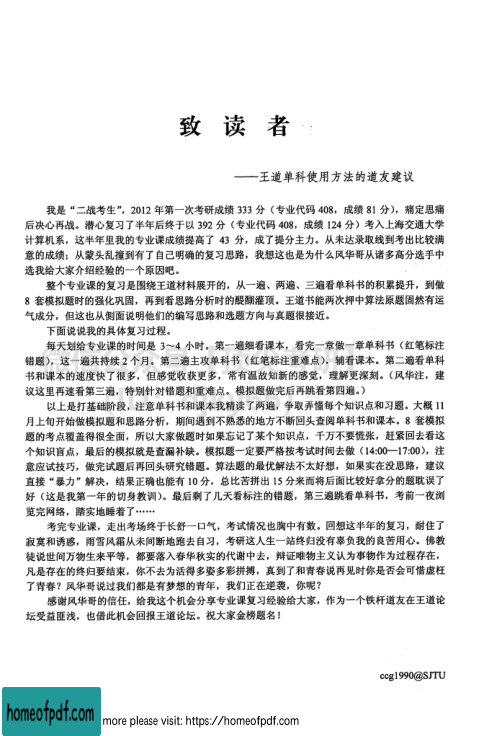 致 读 者
——王道单科使用方法的道友建议
我是“二战考生”，2012 年第一次考研成绩 333 分（专业代码 408，成绩 81 分），痛定思痛
后决心再战。潜心复习了半年后终于以 392 分（专业代码 408，成绩 124 分）考入上海交通大学
计算机系，这半年里我的专业课成绩提高了 43 分，成了提分主力。从未达录取线到考出比较满
意的成绩；从蒙头乱撞到有了自己明确的复习思路，我想这也是为什么风华哥从诸多高分选手中
选我给大家介绍经验的一个原因吧。
整个专业课的复习是围绕王道材料展开的，从一遍、两遍、三遍看单科书的积累提升，到做
8 套模拟题时的强化巩固，再到看思路分析时的醍醐灌顶。王道书能两次押中算法原题固然有运
气成分，但这也从侧面说明他们的编写思路和选题方向与真题很接近。
下面说说我的具体复习过程。
每天划给专业课的时间是 3～4 小时。第一遍细看课本，看完一章做一章单科书（红笔标注
错题），这一遍共持续 2 个月。第二遍主攻单科书（红笔标注重难点），辅看课本。第二遍看单科
书和课本的速度快了很多，但感觉收获更多，常有温故知新的感觉，理解更深刻。（风华注，建
议这里再速看第三遍，特别针对错题和重难点。模拟题做完后再跳看第四遍。）
以上是打基础阶段，注意单科书和课本我精读了两遍，争取弄懂每个知识点和习题。大概 11
月上旬开始做模拟题和思路分析，期间遇到不熟悉的地方不断回头查阅单科书和课本。8 套模拟
题的考点覆盖得很全面，所以大家做题时如果忘记了某个知识点，千万不要慌张，赶紧回去看这
个知识盲点，最后的模拟就是查漏补缺。模拟题一定要严格按考试时间去做（14:00—17:00），注
意应试技巧，做完试题后再回头研究错题。算法题的最优解法不太好想，如果实在没思路，建议
直接“暴力”解决，结果正确也能有 10 分，总比苦拼出 15 分来而将后面比较好拿分的题耽误了
好（这是我第一年的切身教训）。最后剩了几天看标注的错题，第三遍跳看单科书，考前一夜浏
览完网络，踏实地睡着了……
考完专业课，走出考场终于长舒一口气，考试情况也胸中有数。回想这半年的复习，耐住了
寂寞和诱惑，雨雪风霜从未间断地跑去自习，考研这人生一站终归没有辜负我的良苦用心。佛教
徒说世间万物生来平等，都要落入春华秋实的代谢中去，辩证唯物主义认为事物作为过程存在，
凡是存在的终归要结束，你不去为活得多姿多彩拼搏，真到了和青春说再见时你是否会可惜虚枉
了青春？风华哥说过我们都是有梦想的青年，我们正在逆袭，你呢？
感谢风华哥的信任，给我这个机会分享专业课复习经验给大家，作为一个铁杆道友在王道论
坛受益匪浅，也借此机会回报王道论坛。祝大家金榜题名！
ccg1990@SJTU
homeofpdf.com
more please visit: https://homeofpdf.com